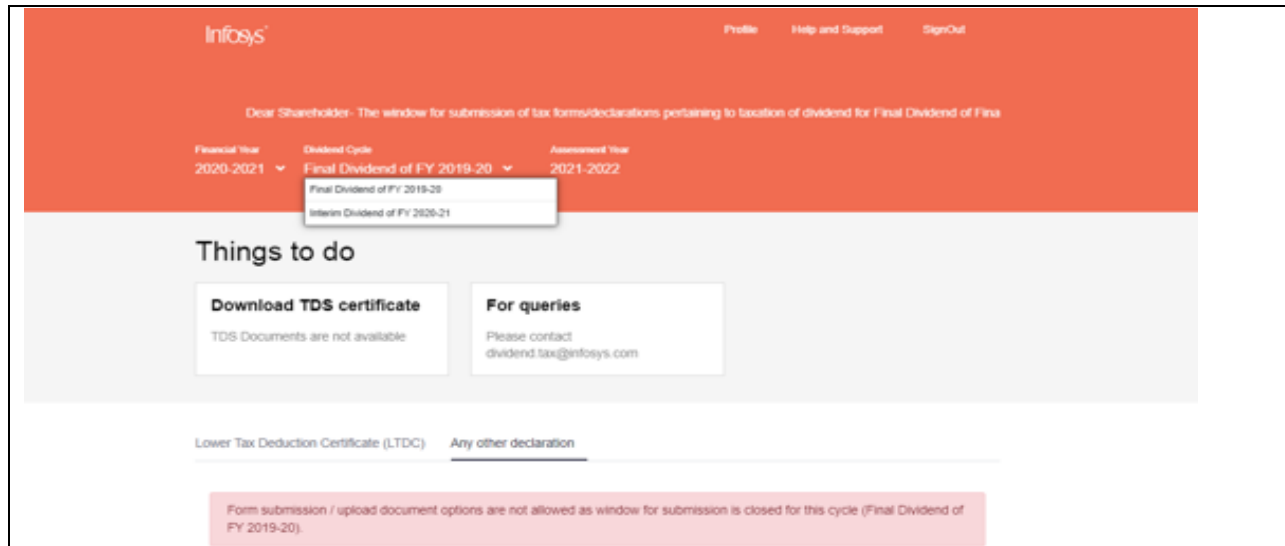 Infosys
Profile Help and Support SignOut
Dear Shareholder- The window for submission of tax forms/declarations pertaining to taxation of dividend for Final Dividend of Fina
Financial Year Dividend Cycle Assessment Year
2020-2021 Final Dividend of FY 2019-20 2021-2022
Final Dividend of FY 2019-20
Interim Dividend of FY 2020-21
Things to do
Download TDS certificate For queries
TDS Documents are not available Please contact
dividend.tax@infosys.com
Lower Tax Deduction Certificate (LTDC) Any other declaration
Form submission / upload document options are not allowed as window for submission is closed for this cycle (Final Dividend of
FY 2019-20).